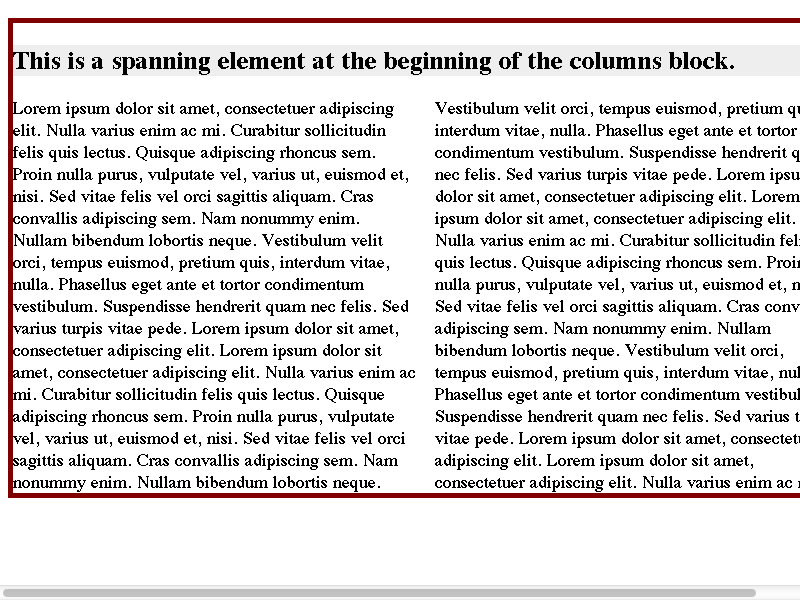 This is a spanning element at the beginning of the columns block.
Lorem ipsum dolor sit amet, consectetuer adipiscing
elit. Nulla varius enim ac mi. Curabitur sollicitudin
felis quis lectus. Quisque adipiscing rhoncus sem.
Proin nulla purus, vulputate vel, varius ut, euismod et,
nisi. Sed vitae felis vel orci sagittis aliquam. Cras
convallis adipiscing sem. Nam nonummy enim.
Nullam bibendum lobortis neque. Vestibulum velit
orci, tempus euismod, pretium quis, interdum vitae,
nulla. Phasellus eget ante et tortor condimentum
vestibulum. Suspendisse hendrerit quam nec felis. Sed
varius turpis vitae pede. Lorem ipsum dolor sit amet,
consectetuer adipiscing elit. Lorem ipsum dolor sit
amet, consectetuer adipiscing elit. Nulla varius enim ac
mi. Curabitur sollicitudin felis quis lectus. Quisque
adipiscing rhoncus sem. Proin nulla purus, vulputate
vel, varius ut, euismod et, nisi. Sed vitae felis vel orci
sagittis aliquam. Cras convallis adipiscing sem. Nam
nonummy enim. Nullam bibendum lobortis neque.
Vestibulum velit orci, tempus euismod, pretium
interdum vitae, nulla. Phasellus eget ante et tortor
condimentum vestibulum. Suspendisse hendrerit
nec felis. Sed varius turpis vitae pede. Lorem
dolor sit amet, consectetuer adipiscing elit. Lorem
ipsum dolor sit amet, consectetuer adipiscing elit.
Nulla varius enim ac mi. Curabitur sollicitudin
quis lectus. Quisque adipiscing rhoncus sem.
nulla purus, vulputate vel, varius ut, euismod et,
Sed vitae felis vel orci sagittis aliquam. Cras
adipiscing sem. Nam nonummy enim. Nullam
bibendum lobortis neque. Vestibulum velit orci,
tempus euismod, pretium quis, interdum vitae,
Phasellus eget ante et tortor condimentum
Suspendisse hendrerit quam nec felis. Sed varius
vitae pede. Lorem ipsum dolor sit amet,
adipiscing elit. Lorem ipsum dolor sit amet,
consectetuer adipiscing elit. Nulla varius enim ac